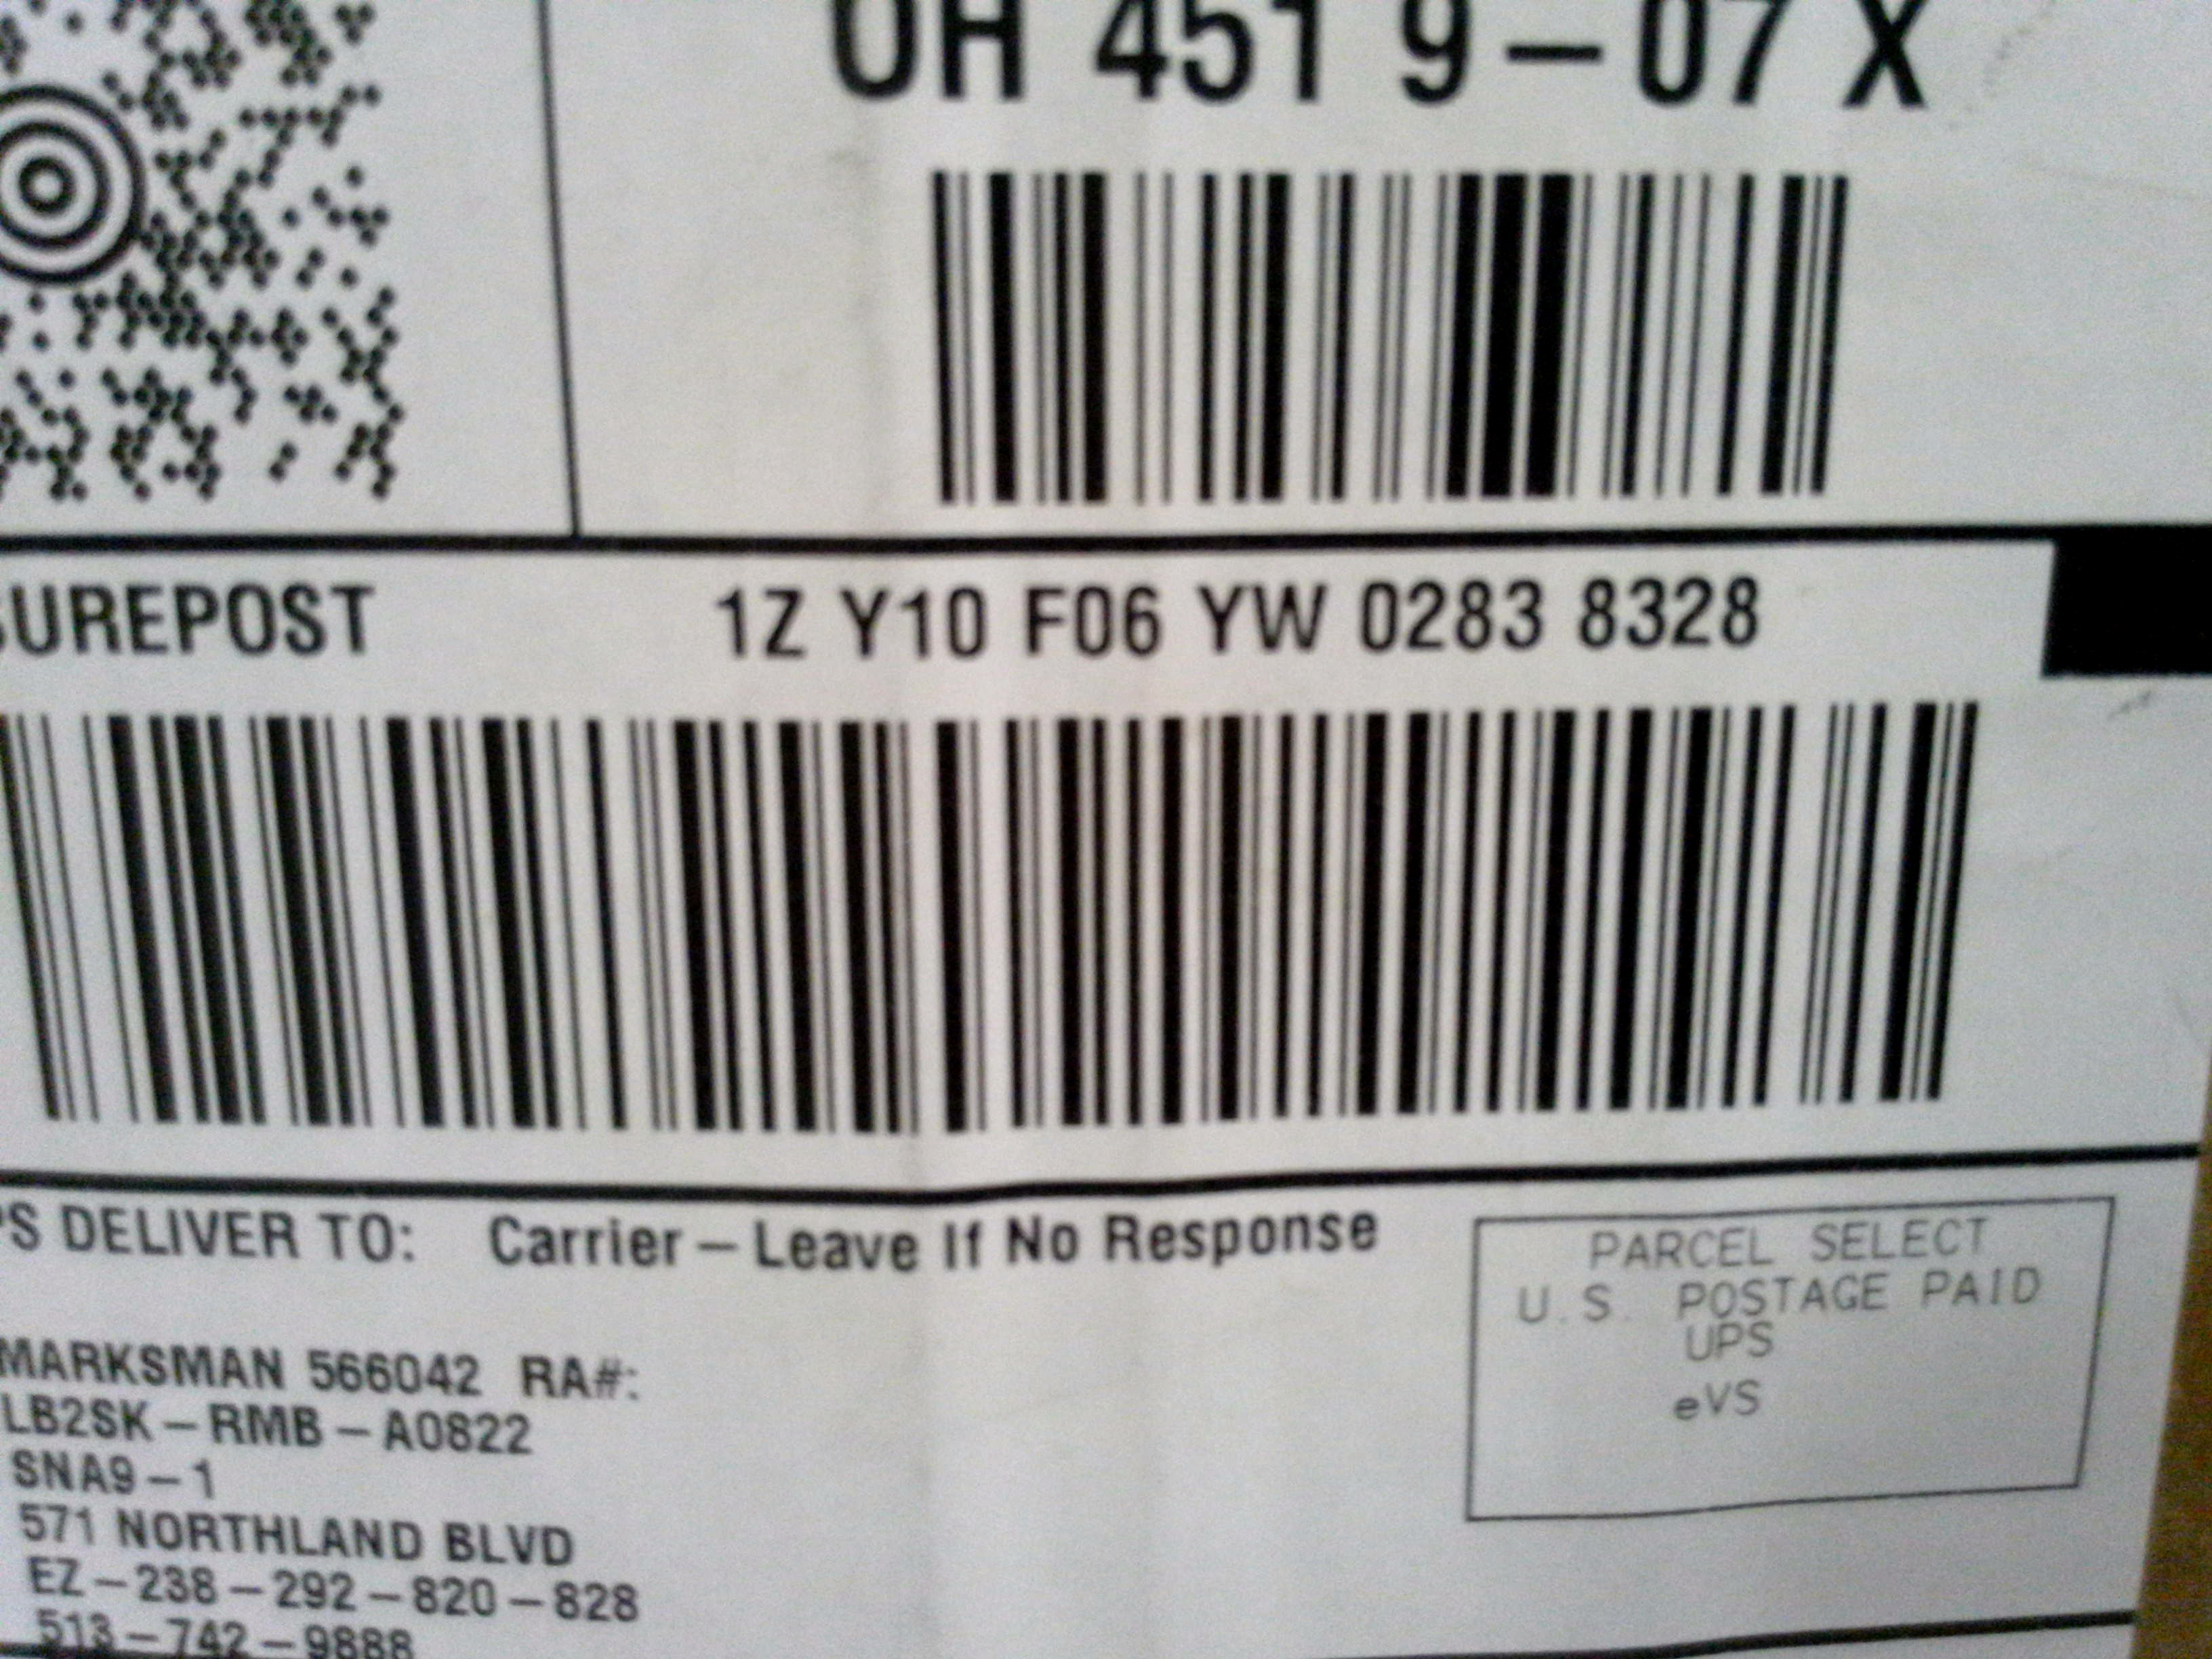 OH 451 9-07 X
SUREPOST 1Z Y10 F06 YW 0283 8328
PS DELIVER TO: Carrier - Leave If No Response
PARCEL SELECT
U.S. POSTAGE PAID
UPS
eVS
MARKSMAN 566042 RA#:
LB2SK-RMB-A0822
SNA9-1
571 NORTHLAND BLVD
EZ-238-292-820-828
513-742-9888